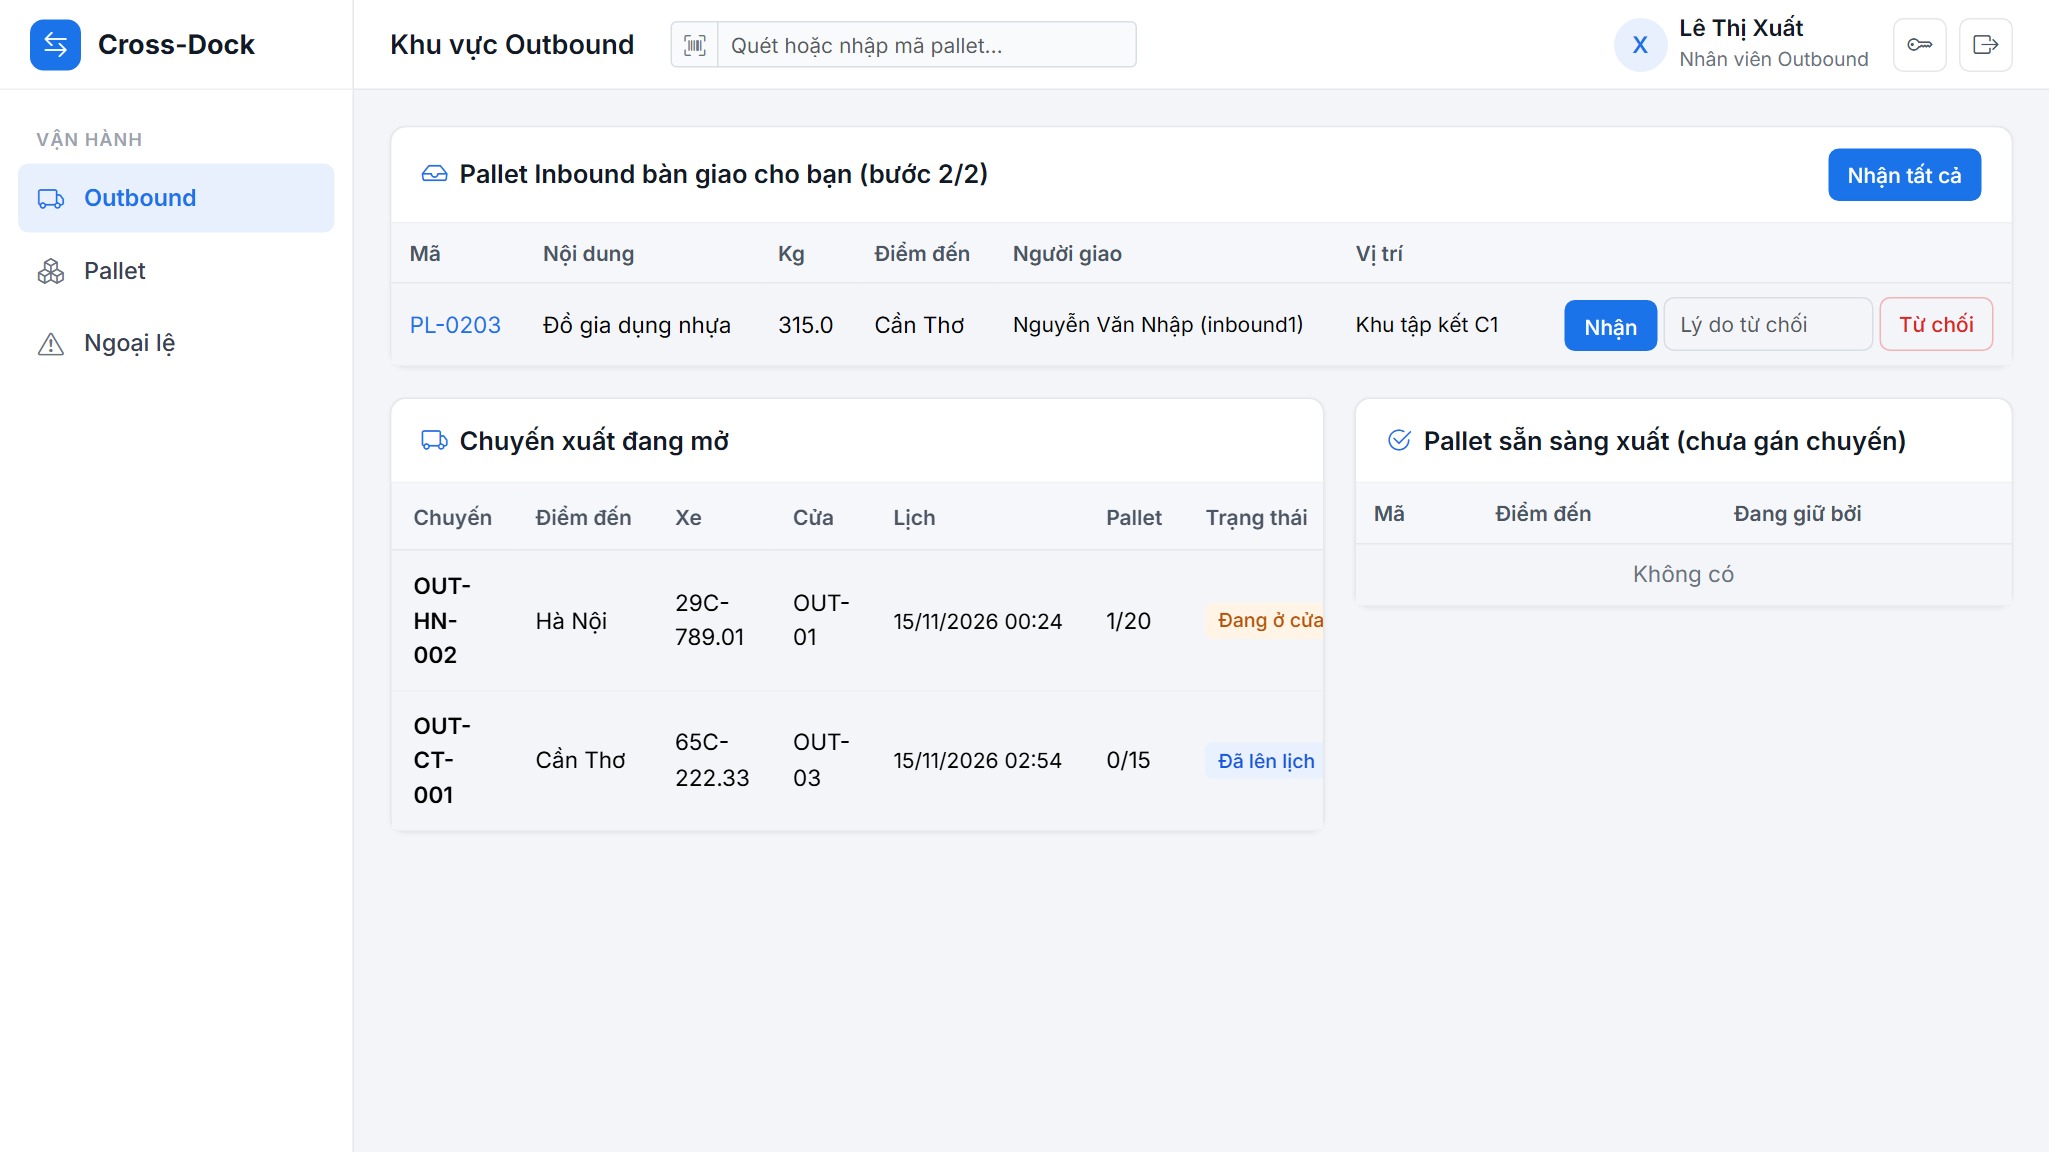 Cross-Dock
Khu vực Outbound
Quét hoặc nhập mã pallet...
X
Lê Thị Xuất
Nhân viên Outbound
VẬN HÀNH
Outbound
Pallet
Ngoại lệ
Pallet Inbound bàn giao cho bạn (bước 2/2)
Nhận tất cả
Mã Nội dung Kg Điểm đến Người giao Vị trí
PL-0203 Đồ gia dụng nhựa 315.0 Cần Thơ Nguyễn Văn Nhập (inbound1) Khu tập kết C1 Nhận Lý do từ chối Từ chối
Chuyến xuất đang mở
Chuyến Điểm đến Xe Cửa Lịch Pallet Trạng thái
OUT-HN-002 Hà Nội 29C-789.01 OUT-01 15/11/2026 00:24 1/20 Đang ở cửa
OUT-CT-001 Cần Thơ 65C-222.33 OUT-03 15/11/2026 02:54 0/15 Đã lên lịch
Pallet sẵn sàng xuất (chưa gán chuyến)
Mã Điểm đến Đang giữ bởi
Không có